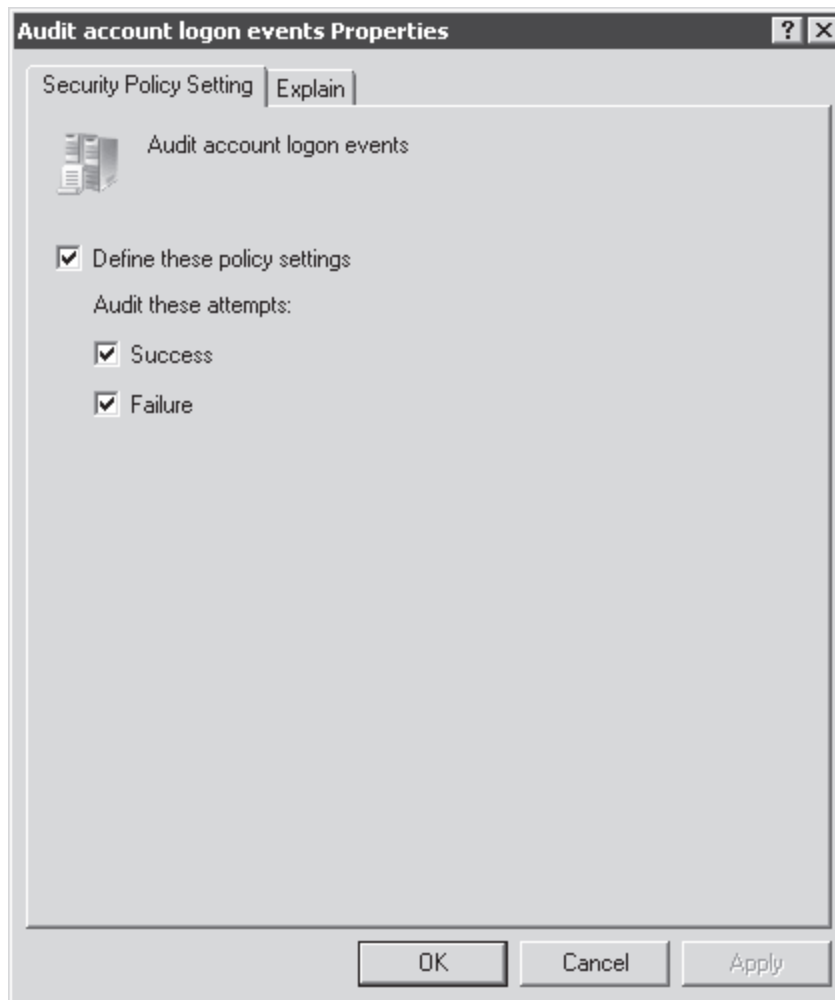 Audit account logon events Properties
Security Policy Setting Explain
Audit account logon events
Define these policy settings
Audit these attempts:
Success
Failure
OK Cancel Apply